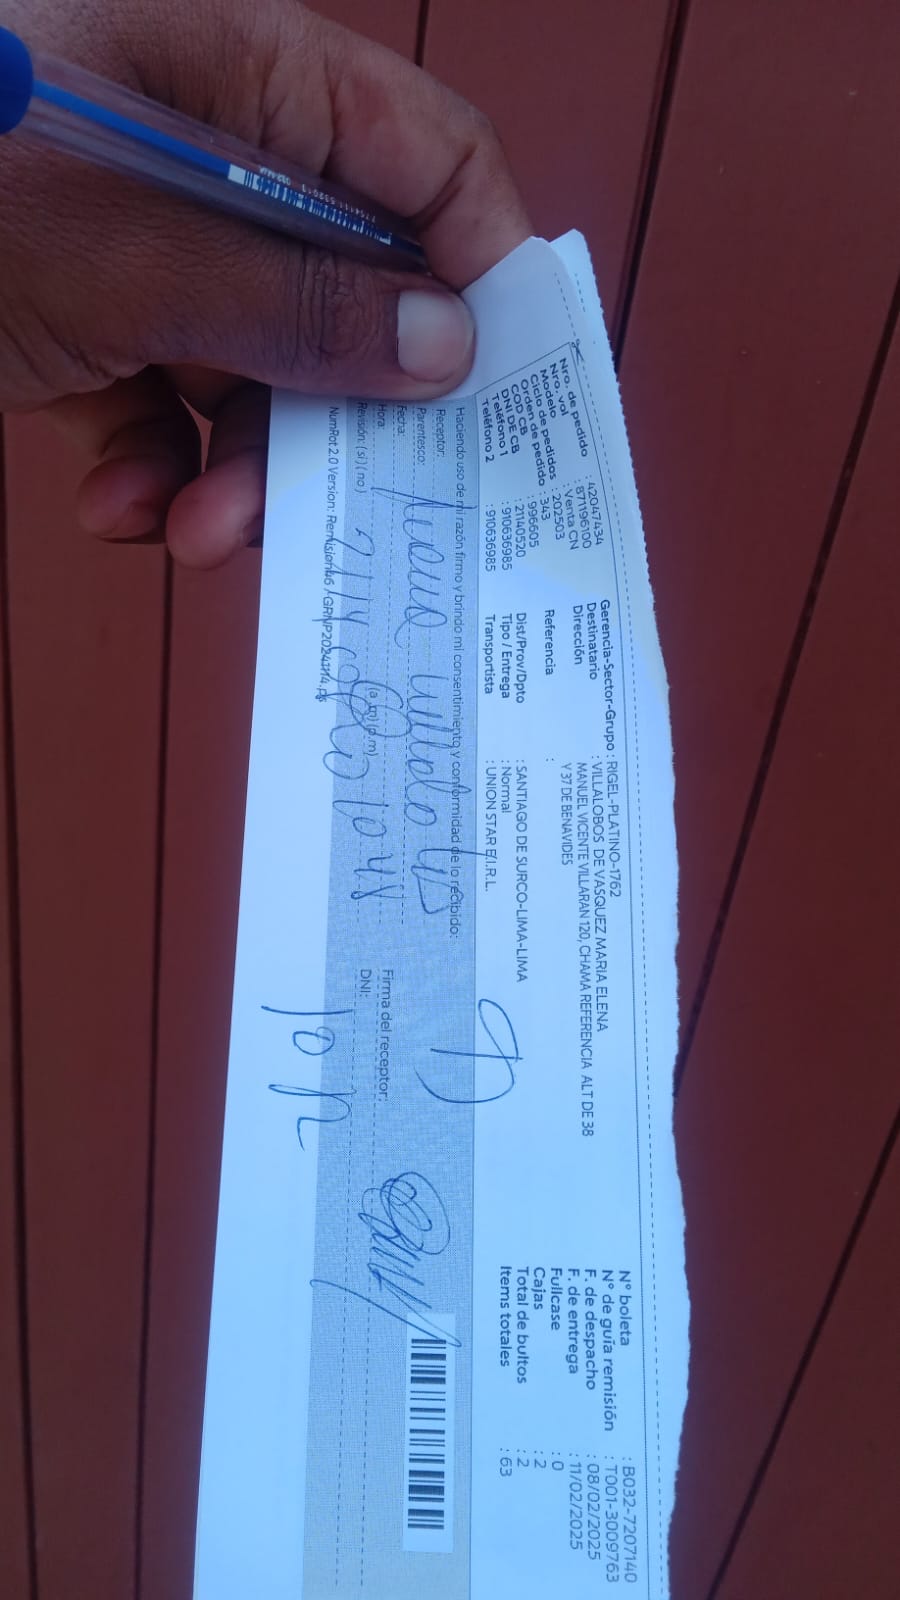 Nro. de pedido : 42047434
Nro. vol : 871196100
Modelo : Venta CN
Ciclo de pedidos : 202503
Orden de pedido : 343
COD CB : 996605
DNI DE CB : 21140520
Teléfono 1 : 910636985
Teléfono 2 : 910636985
Gerencia-Sector-Grupo : RIGEL-PLATINO-1762
Destinatario : VILLALOBOS DE VASQUEZ MARIA ELENA
Dirección : MANUEL VICENTE VILLARAN 120, CHAMA REFERENCIA ALT DE 38
Y 37 DE BENAVIDES
Referencia :
Dist/Prov/Dpto : SANTIAGO DE SURCO-LIMA-LIMA
Tipo / Entrega : Normal
Transportista : UNION STAR E.I.R.L.
N° boleta : B032-7207140
N° de guía remisión : T001-3009763
F. de despacho : 08/02/2025
F. de entrega : 11/02/2025
Fullcase : 0
Cajas : 2
Total de bultos : 2
Items totales : 63
Haciendo uso de mi razón firmo y brindo mi consentimiento y conformidad de lo recibido:
Receptor:
Parentesco:
Fecha:
Hora: (a.m) (p.m)
Revisión: (si) (no)
Firma del receptor:
DNI:
NumRot 2.0 Version: Remisionb6 / GRNP20241114.pjs